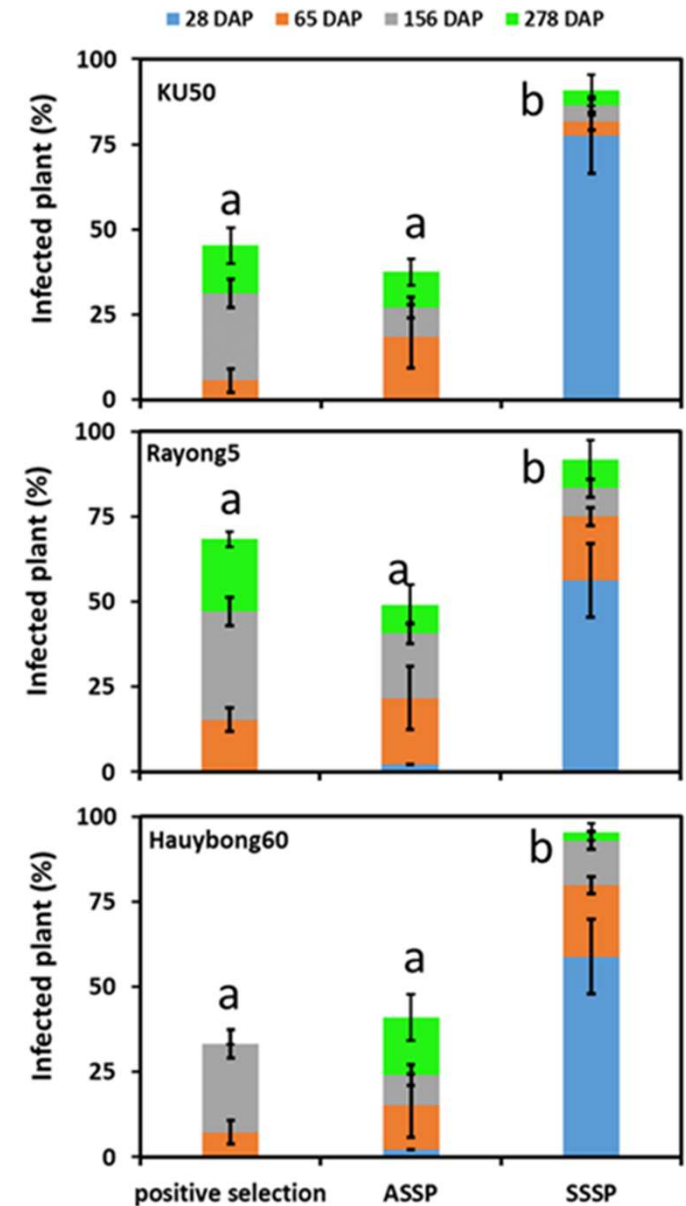 28 DAP 65 DAP 156 DAP 278 DAP
Infected plant (%)
100
75
50
25
0
KU50
a
a
b
Infected plant (%)
100
75
50
25
0
Rayong5
a
a
b
Infected plant (%)
100
75
50
25
0
Hauybong60
a
a
b
positive selection ASSP SSSP